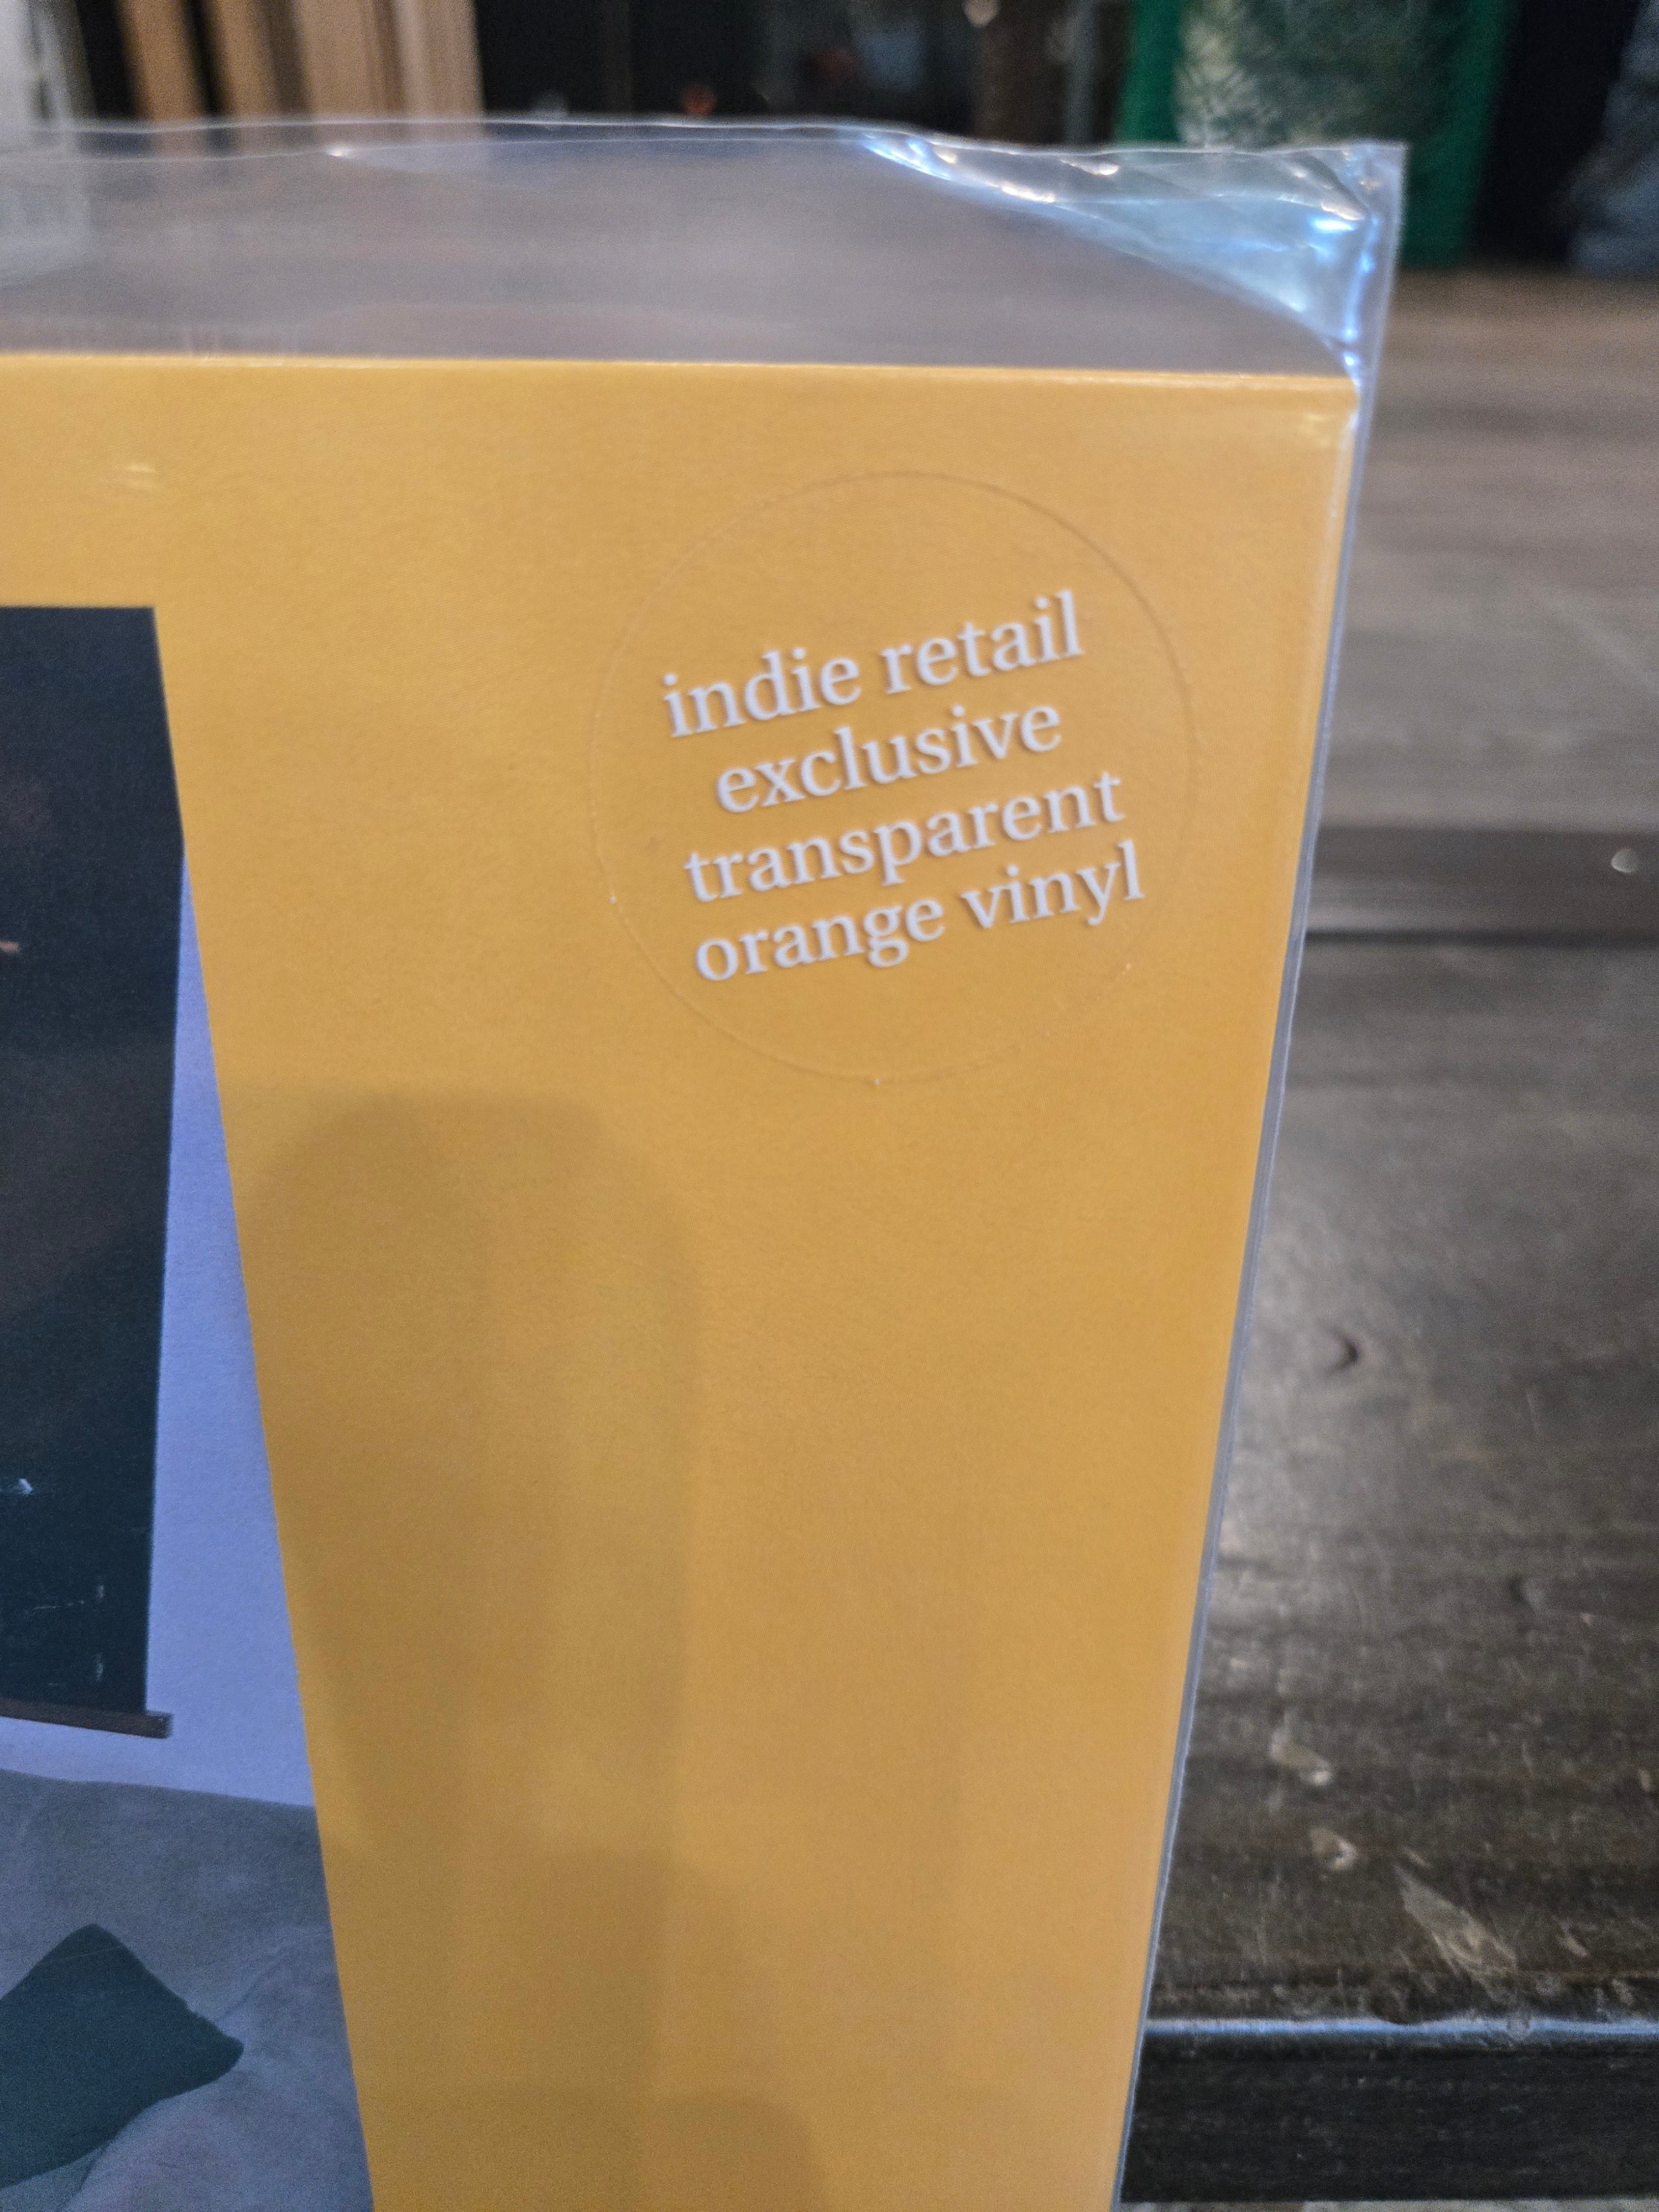 indie retail
exclusive
transparent
orange vinyl